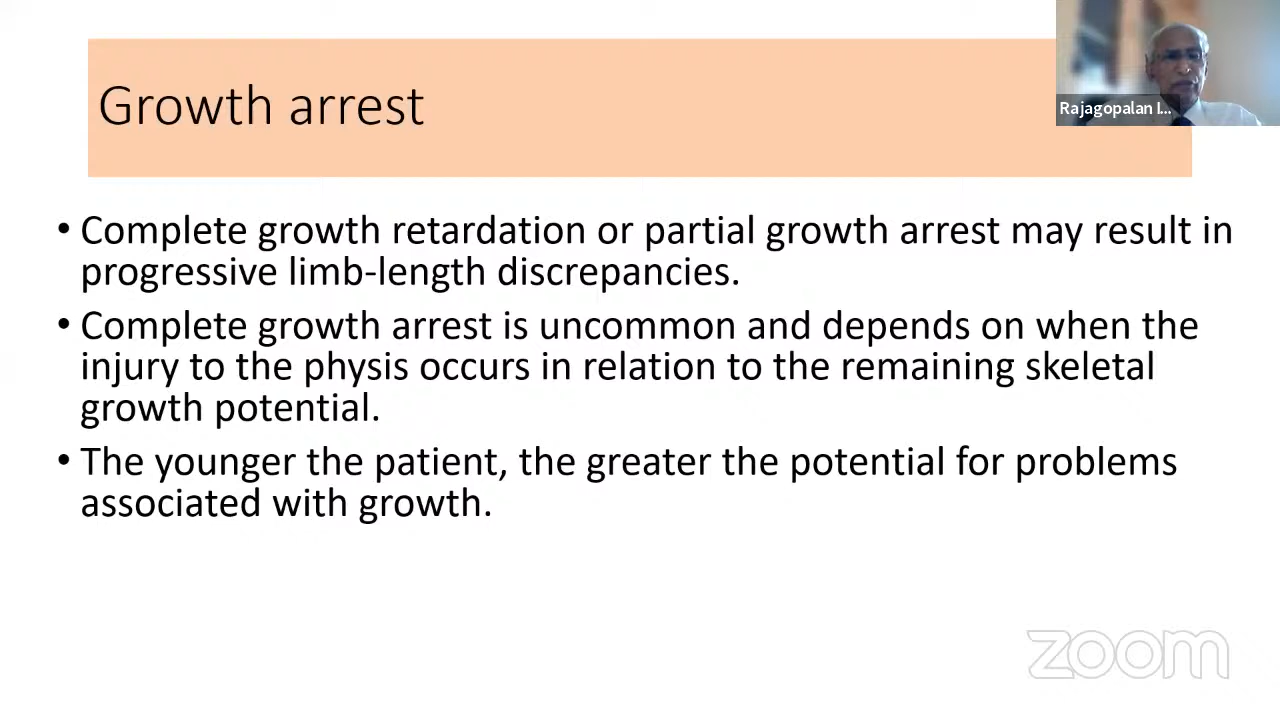 Growth arrest
Rajagopalan I...
• Complete growth retardation or partial growth arrest may result in
progressive limb-length discrepancies.
• Complete growth arrest is uncommon and depends on when the
injury to the physis occurs in relation to the remaining skeletal
growth potential.
• The younger the patient, the greater the potential for problems
associated with growth.
zoom